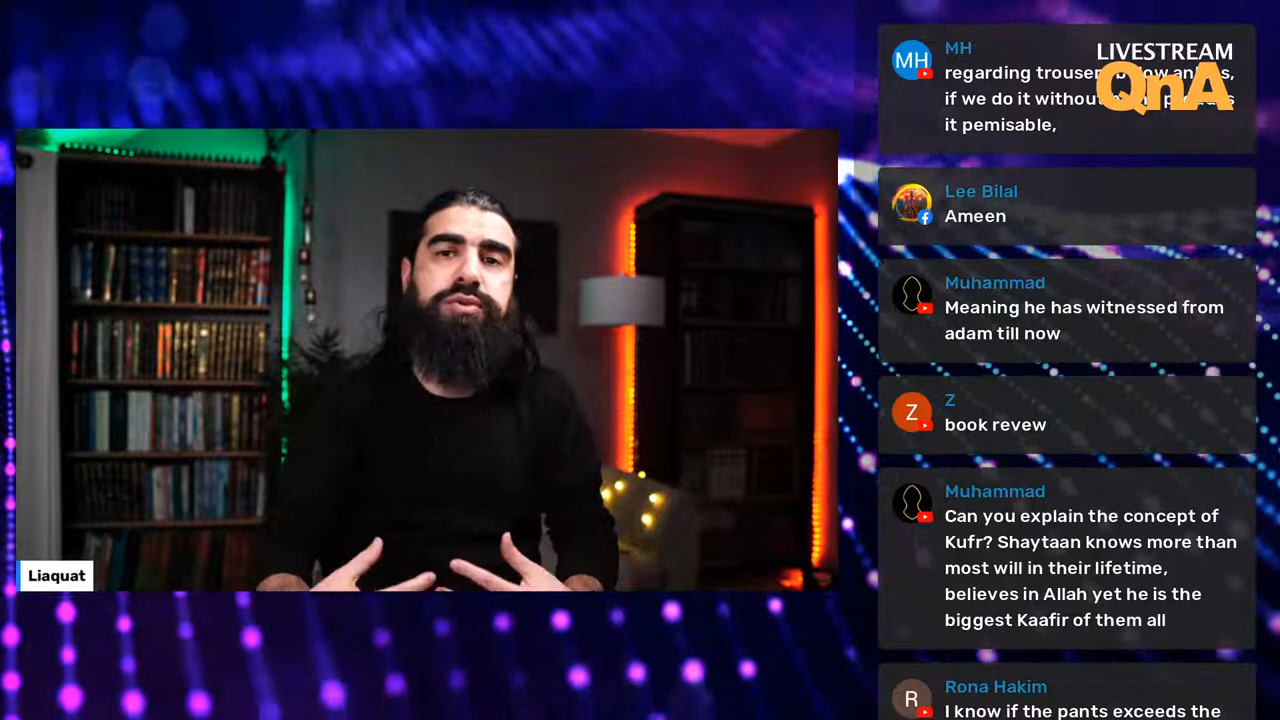 MH
regarding trouser
if we do it without
it pemisable,
LIVESTREAM
QnA
Lee Bilal
Ameen
Muhammad
Meaning he has witnessed from
adam till now
Z
book revew
Muhammad
Can you explain the concept of
Kufr? Shaytaan knows more than
most will in their lifetime,
believes in Allah yet he is the
biggest Kaafir of them all
Rona Hakim
I know if the pants exceeds the
Liaquat
MH
Z
R